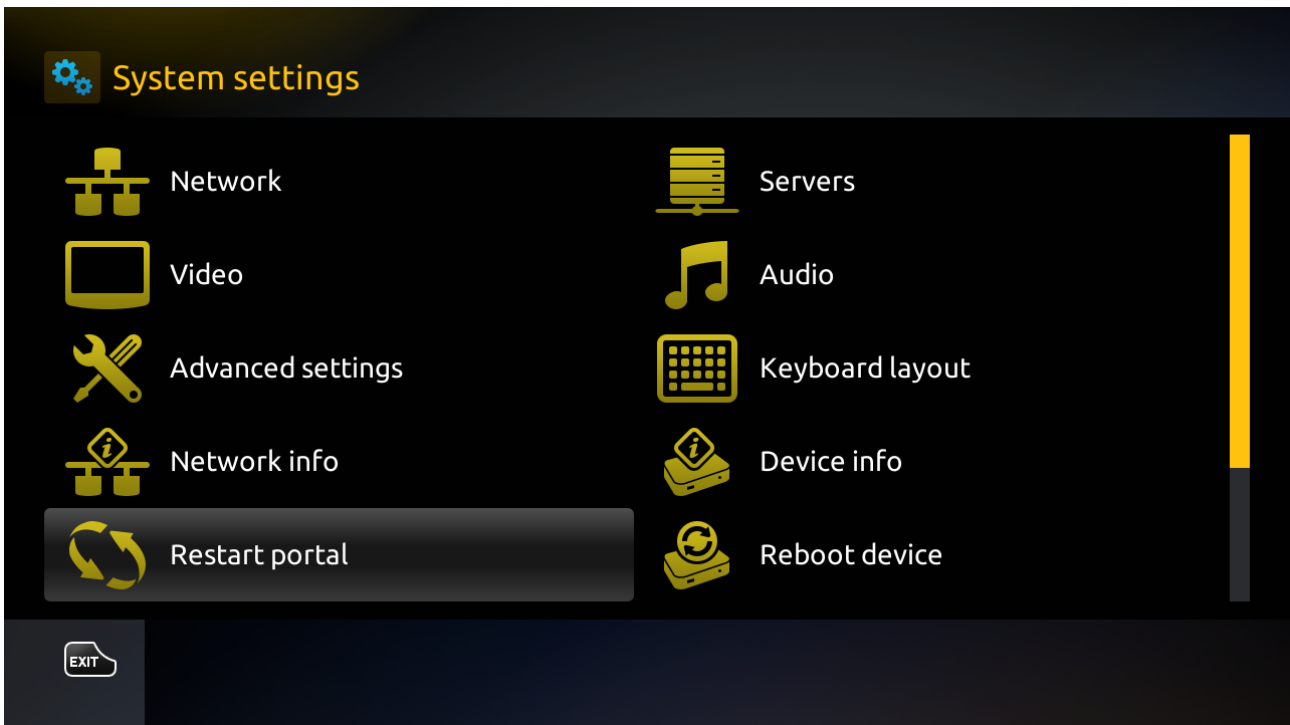 System settings
Network
Servers
Video
Audio
Advanced settings
Keyboard layout
Network info
Device info
Restart portal
Reboot device
EXIT